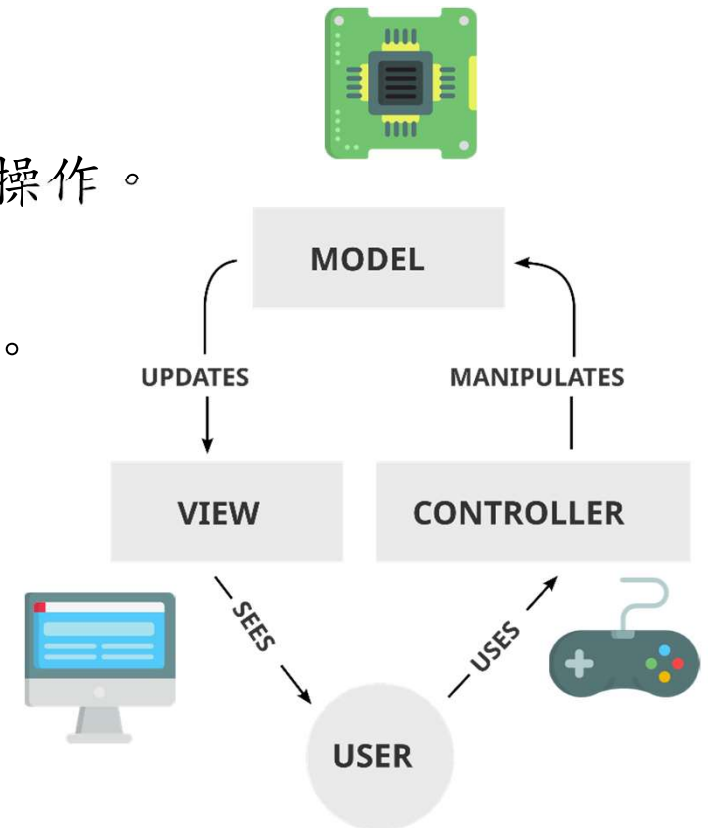 操作。
。
MODEL
UPDATES
MANIPULATES
VIEW
CONTROLLER
SEES
USES
USER